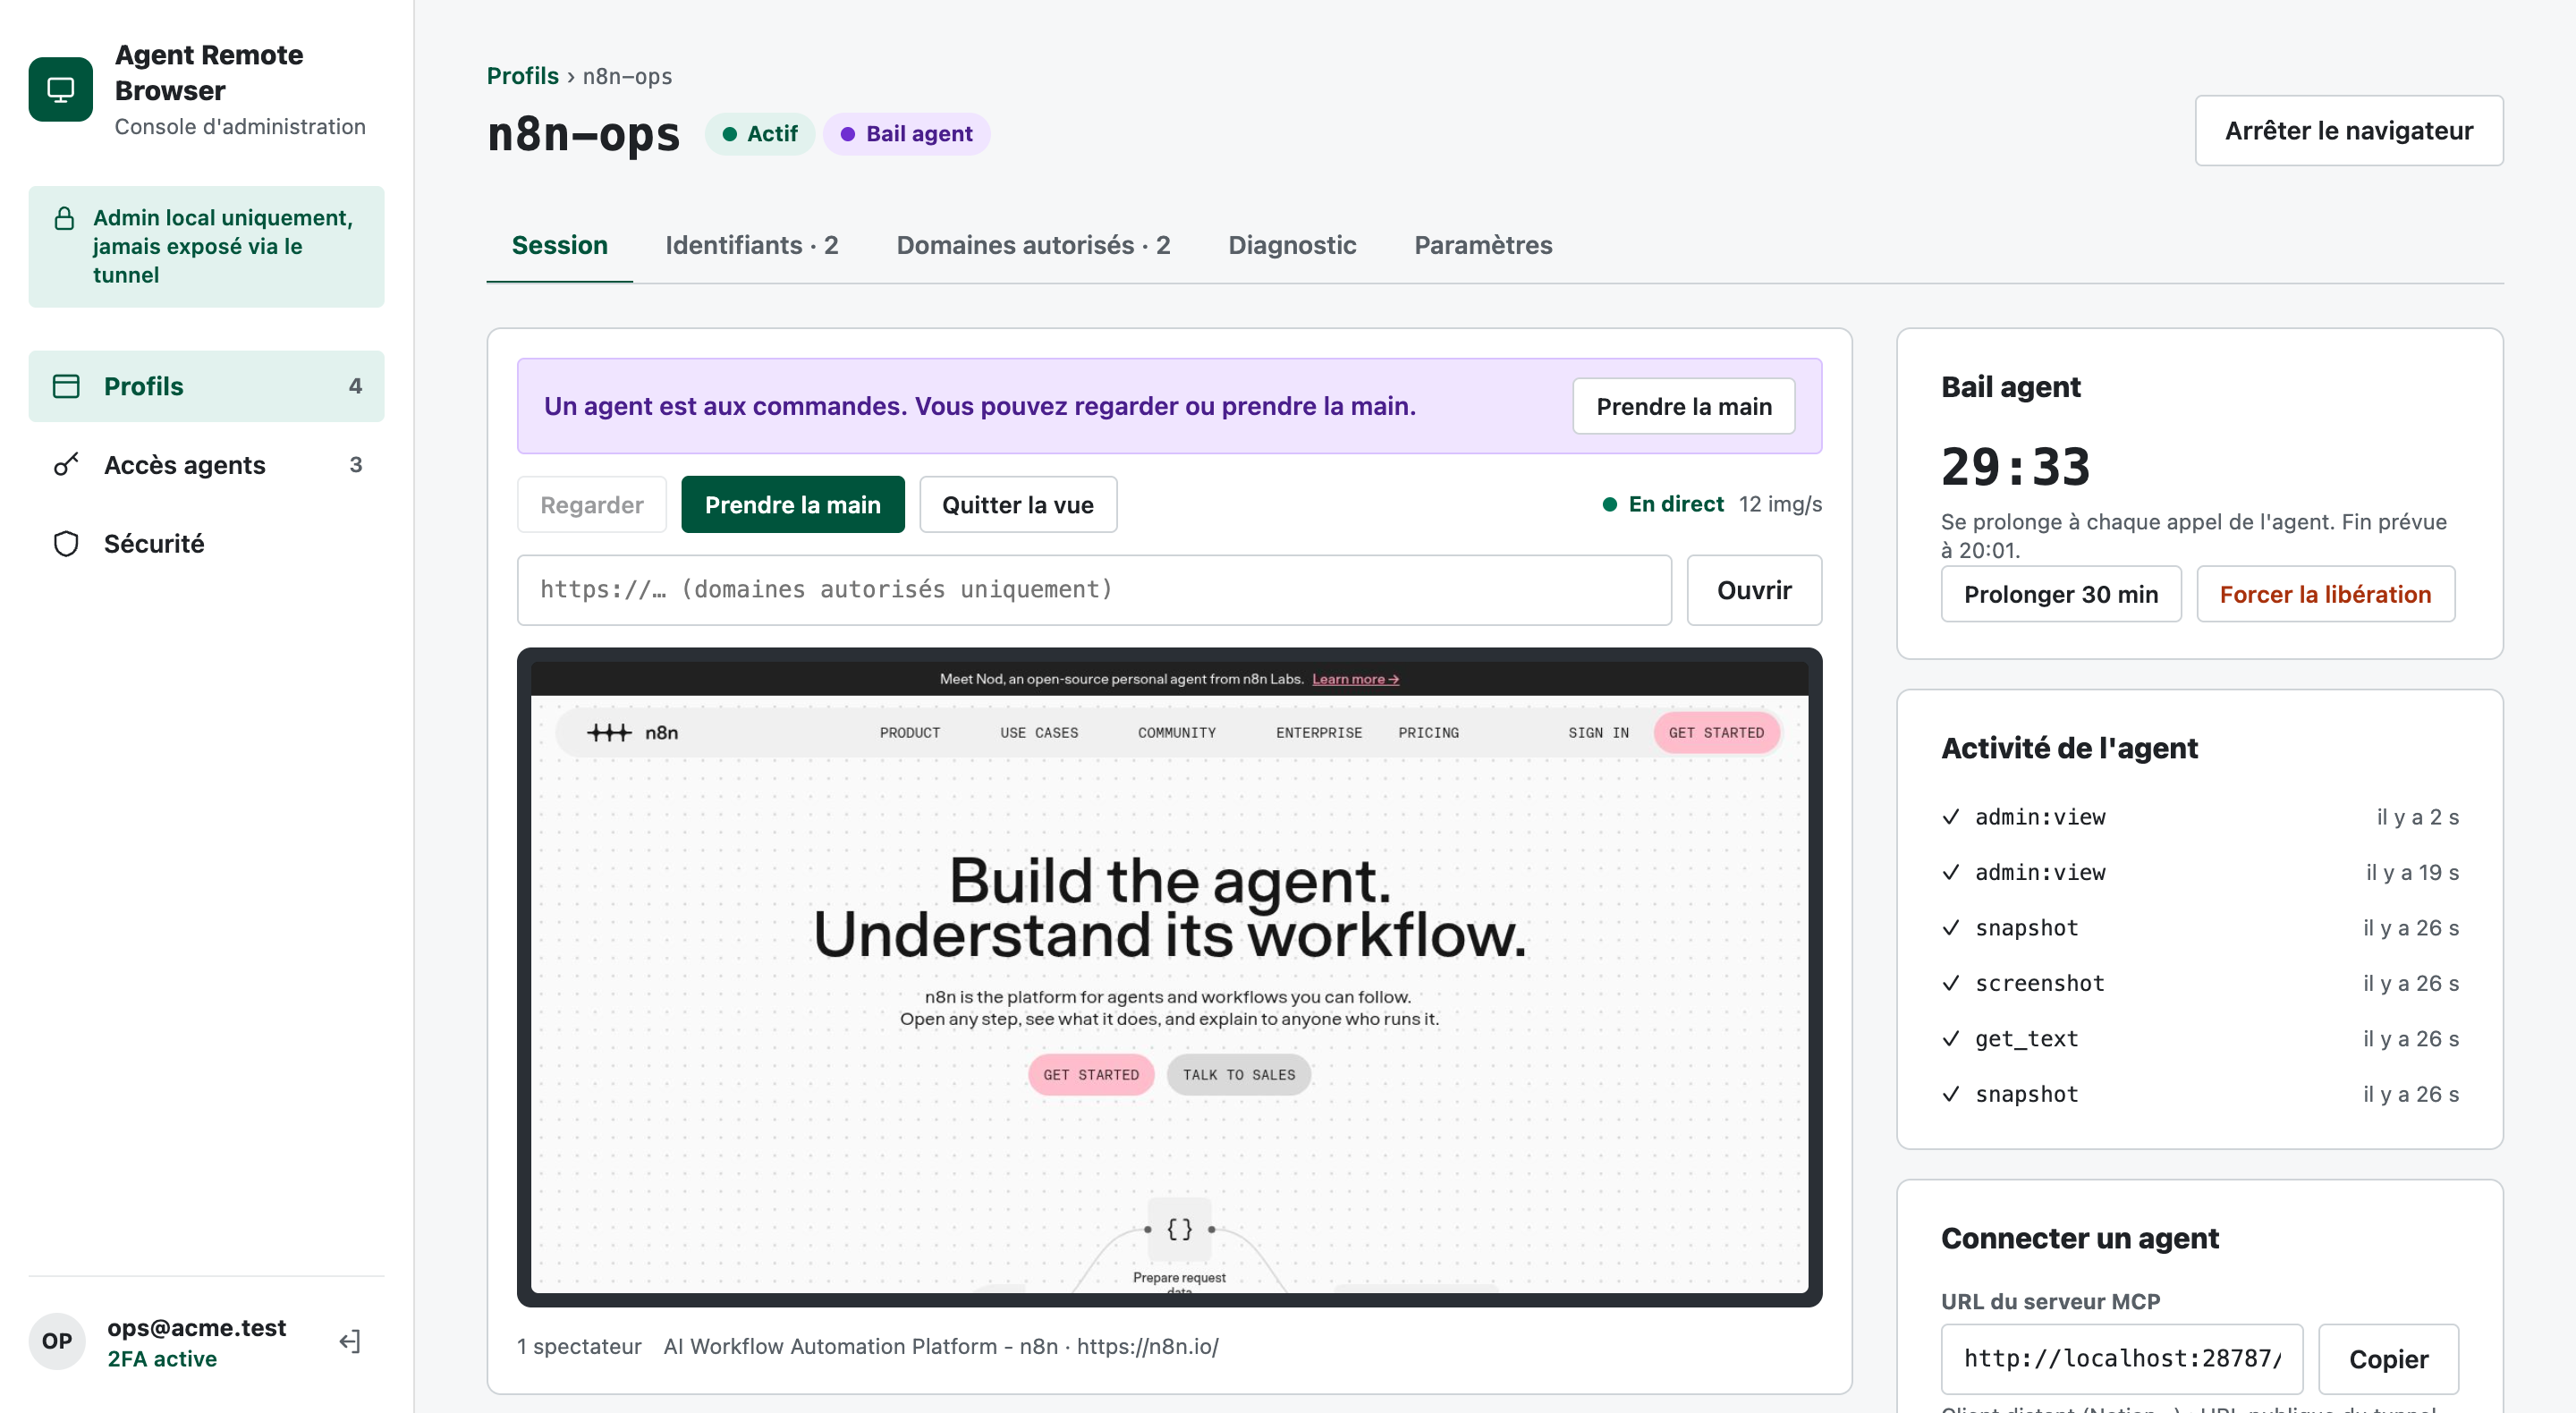 Agent Remote
Browser
Console d'administration
Admin local uniquement,
jamais exposé via le
tunnel
Profils 4
Accès agents 3
Sécurité
OP
ops@acme.test
2FA active
Profils › n8n-ops
n8n-ops Actif Bail agent
Arrêter le navigateur
Session Identifiants · 2 Domaines autorisés · 2 Diagnostic Paramètres
Un agent est aux commandes. Vous pouvez regarder ou prendre la main. Prendre la main
Regarder Prendre la main Quitter la vue En direct 12 img/s
https://… (domaines autorisés uniquement) Ouvrir
Meet Nod, an open-source personal agent from n8n Labs. Learn more →
n8n PRODUCT USE CASES COMMUNITY ENTERPRISE PRICING SIGN IN GET STARTED
Build the agent.
Understand its workflow.
n8n is the platform for agents and workflows you can follow.
Open any step, see what it does, and explain to anyone who runs it.
GET STARTED TALK TO SALES
{}
Prepare request
data
1 spectateur AI Workflow Automation Platform - n8n · https://n8n.io/
Bail agent
29:33
Se prolonge à chaque appel de l'agent. Fin prévue
à 20:01.
Prolonger 30 min Forcer la libération
Activité de l'agent
✓ admin:view il y a 2 s
✓ admin:view il y a 19 s
✓ snapshot il y a 26 s
✓ screenshot il y a 26 s
✓ get_text il y a 26 s
✓ snapshot il y a 26 s
Connecter un agent
URL du serveur MCP
http://localhost:28787/ Copier